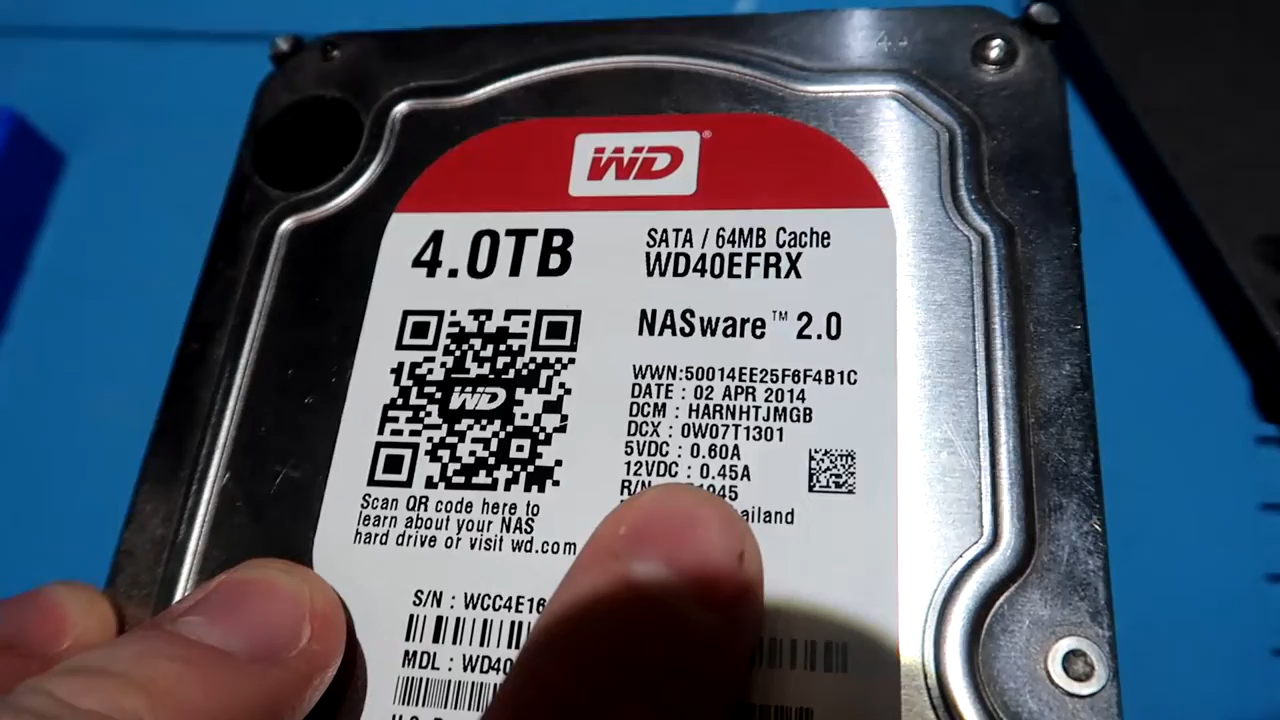 WD®
4.0TB
SATA / 64MB Cache
WD40EFRX
NASware™ 2.0
WWN:50014EE25F6F4B1C
DATE : 02 APR 2014
DCM : HARNHTJMGB
DCX : 0W07T1301
5VDC : 0.60A
12VDC : 0.45A
R/N
WD
Scan QR code here to
learn about your NAS
hard drive or visit wd.com
S/N : WCC4E16
MDL : WD40